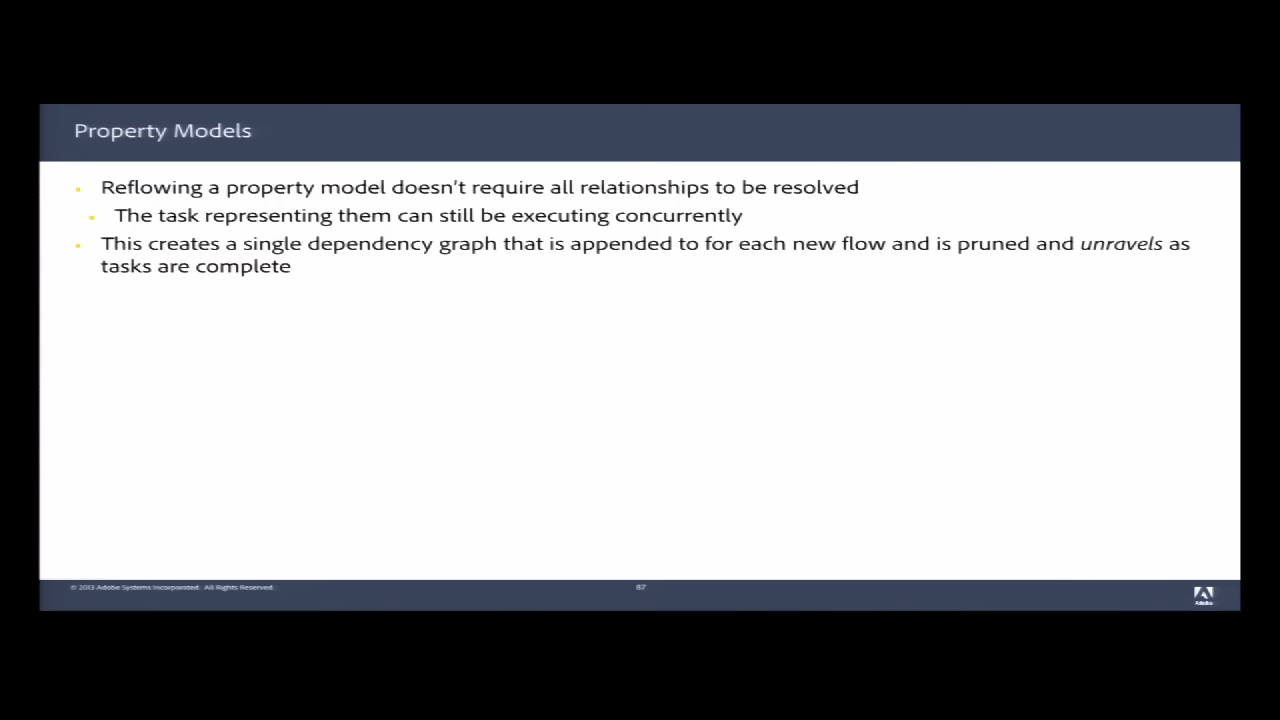 Property Models
Reflowing a property model doesn't require all relationships to be resolved
The task representing them can still be executing concurrently
This creates a single dependency graph that is appended to for each new flow and is pruned and unravels as
tasks are complete
© 2013 Adobe Systems Incorporated. All Rights Reserved.
87
Adobe